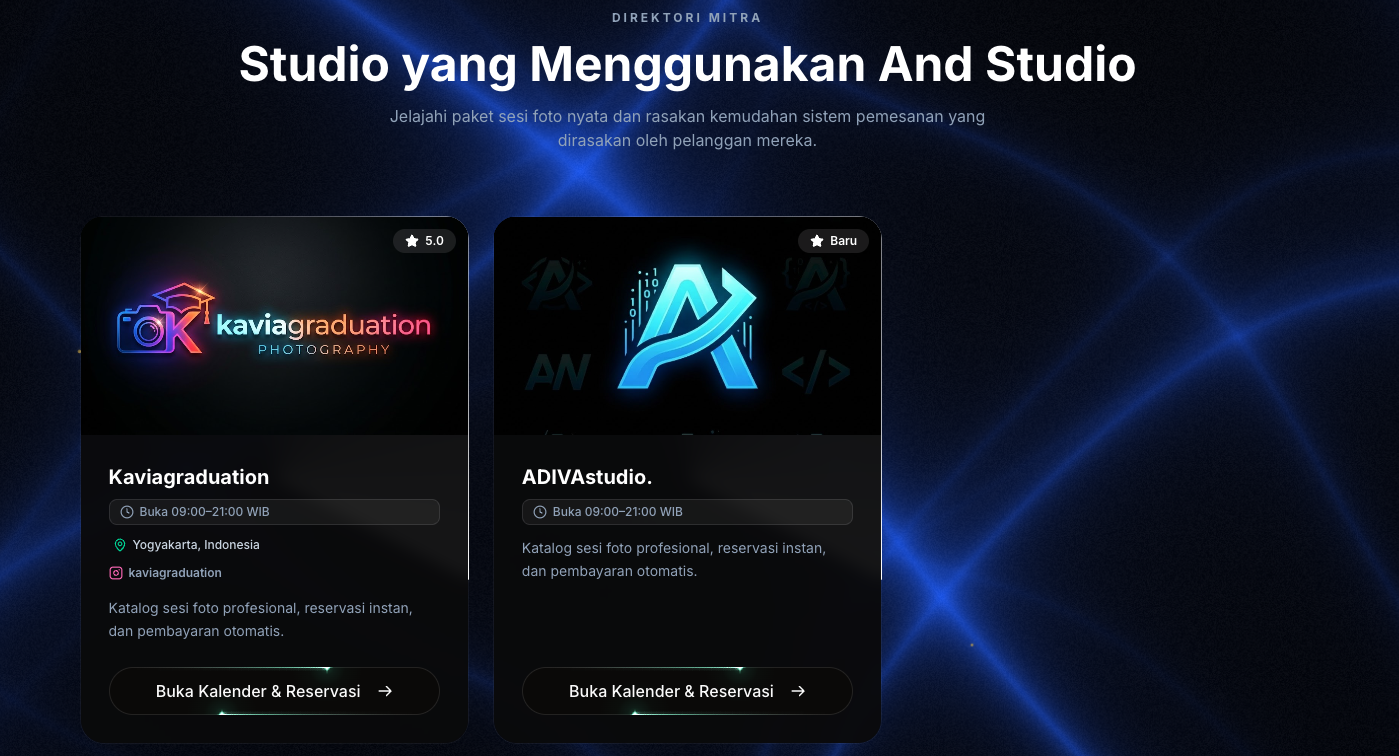 DIREKTORI MITRA
Studio yang Menggunakan And Studio
Jelajahi paket sesi foto nyata dan rasakan kemudahan sistem pemesanan yang
dirasakan oleh pelanggan mereka.
5.0
kaviagraduation
PHOTOGRAPHY
Kaviagraduation
Buka 09:00–21:00 WIB
Yogyakarta, Indonesia
kaviagraduation
Katalog sesi foto profesional, reservasi instan,
dan pembayaran otomatis.
Buka Kalender & Reservasi →
Baru
AN
</>
ADIVAstudio.
Buka 09:00–21:00 WIB
Katalog sesi foto profesional, reservasi instan,
dan pembayaran otomatis.
Buka Kalender & Reservasi →